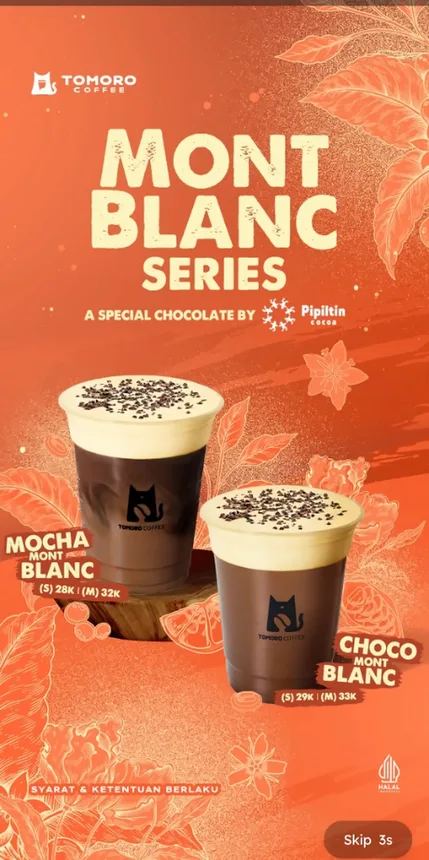 TOMORO
COFFEE
MONT
BLANC
SERIES
A SPECIAL CHOCOLATE BY Pipiltin
cocoa
TOMORO COFFEE
MOCHA
MONT
BLANC
(S) 28K | (M) 32K
TOMORO COFFEE
CHOCO
MONT
BLANC
(S) 29K | (M) 33K
SYARAT & KETENTUAN BERLAKU
HALAL
Skip 3s